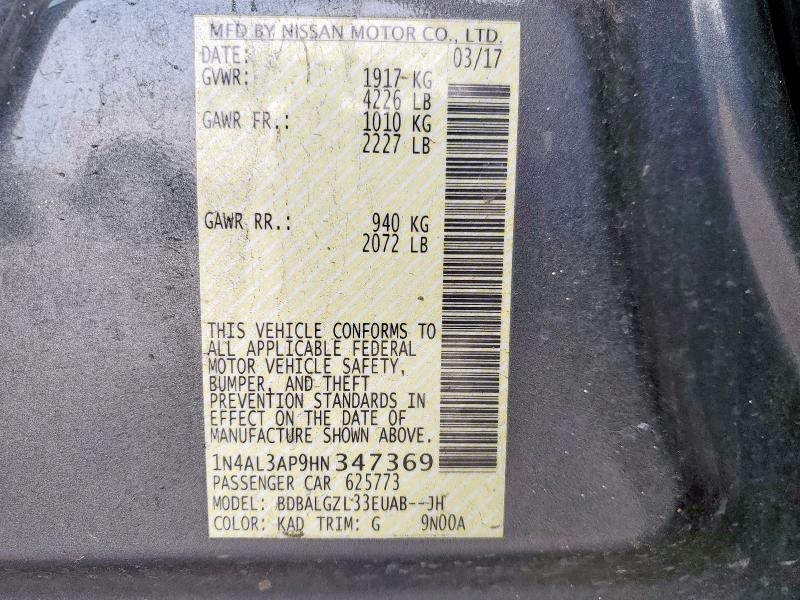 MFD BY NISSAN MOTOR CO., LTD.
DATE: 03/17
GVWR: 1917 KG
4226 LB
GAWR FR.: 1010 KG
2227 LB
GAWR RR.: 940 KG
2072 LB
THIS VEHICLE CONFORMS TO
ALL APPLICABLE FEDERAL
MOTOR VEHICLE SAFETY,
BUMPER, AND THEFT
PREVENTION STANDARDS IN
EFFECT ON THE DATE OF
MANUFACTURE SHOWN ABOVE.
1N4AL3AP9HN347369
PASSENGER CAR 625773
MODEL: BDBALGZL33EUAB--JH
COLOR: KAD TRIM: G 9N00A